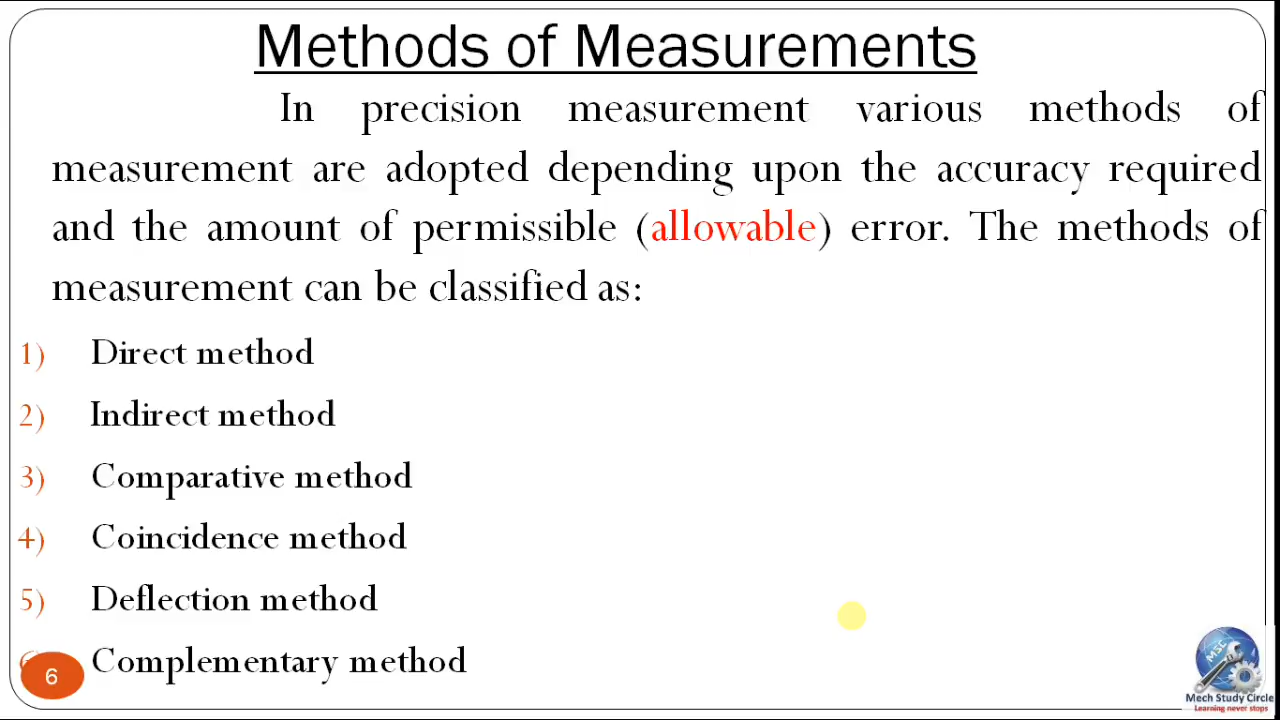 Methods of Measurements
In precision measurement various methods of
measurement are adopted depending upon the accuracy required
and the amount of permissible (allowable) error. The methods of
measurement can be classified as:
1) Direct method
2) Indirect method
3) Comparative method
4) Coincidence method
5) Deflection method
Complementary method
6
MSC
Mech Study Circle
Learning never stops